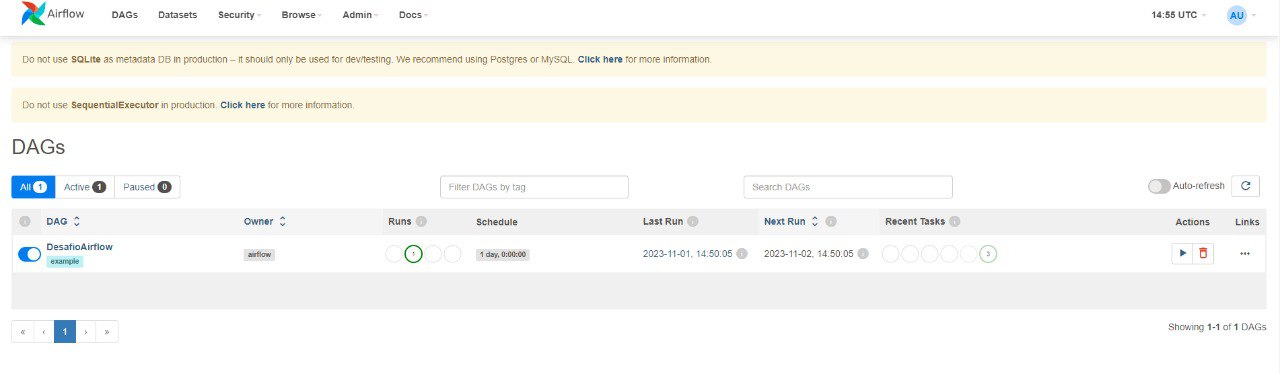 Airflow DAGs Datasets Security Browse Admin Docs 14:55 UTC AU
Do not use SQLite as metadata DB in production – it should only be used for dev/testing. We recommend using Postgres or MySQL. Click here for more information.
Do not use SequentialExecutor in production. Click here for more information.
DAGs
All 1 Active 1 Paused 0 Filter DAGs by tag Search DAGs Auto-refresh
DAG Owner Runs Schedule Last Run Next Run Recent Tasks Actions Links
DesafioAirflow airflow 1 1 day, 0:00:00 2023-11-01, 14:50:05 2023-11-02, 14:50:05 3 ...
example
« ‹ 1 › » Showing 1-1 of 1 DAGs